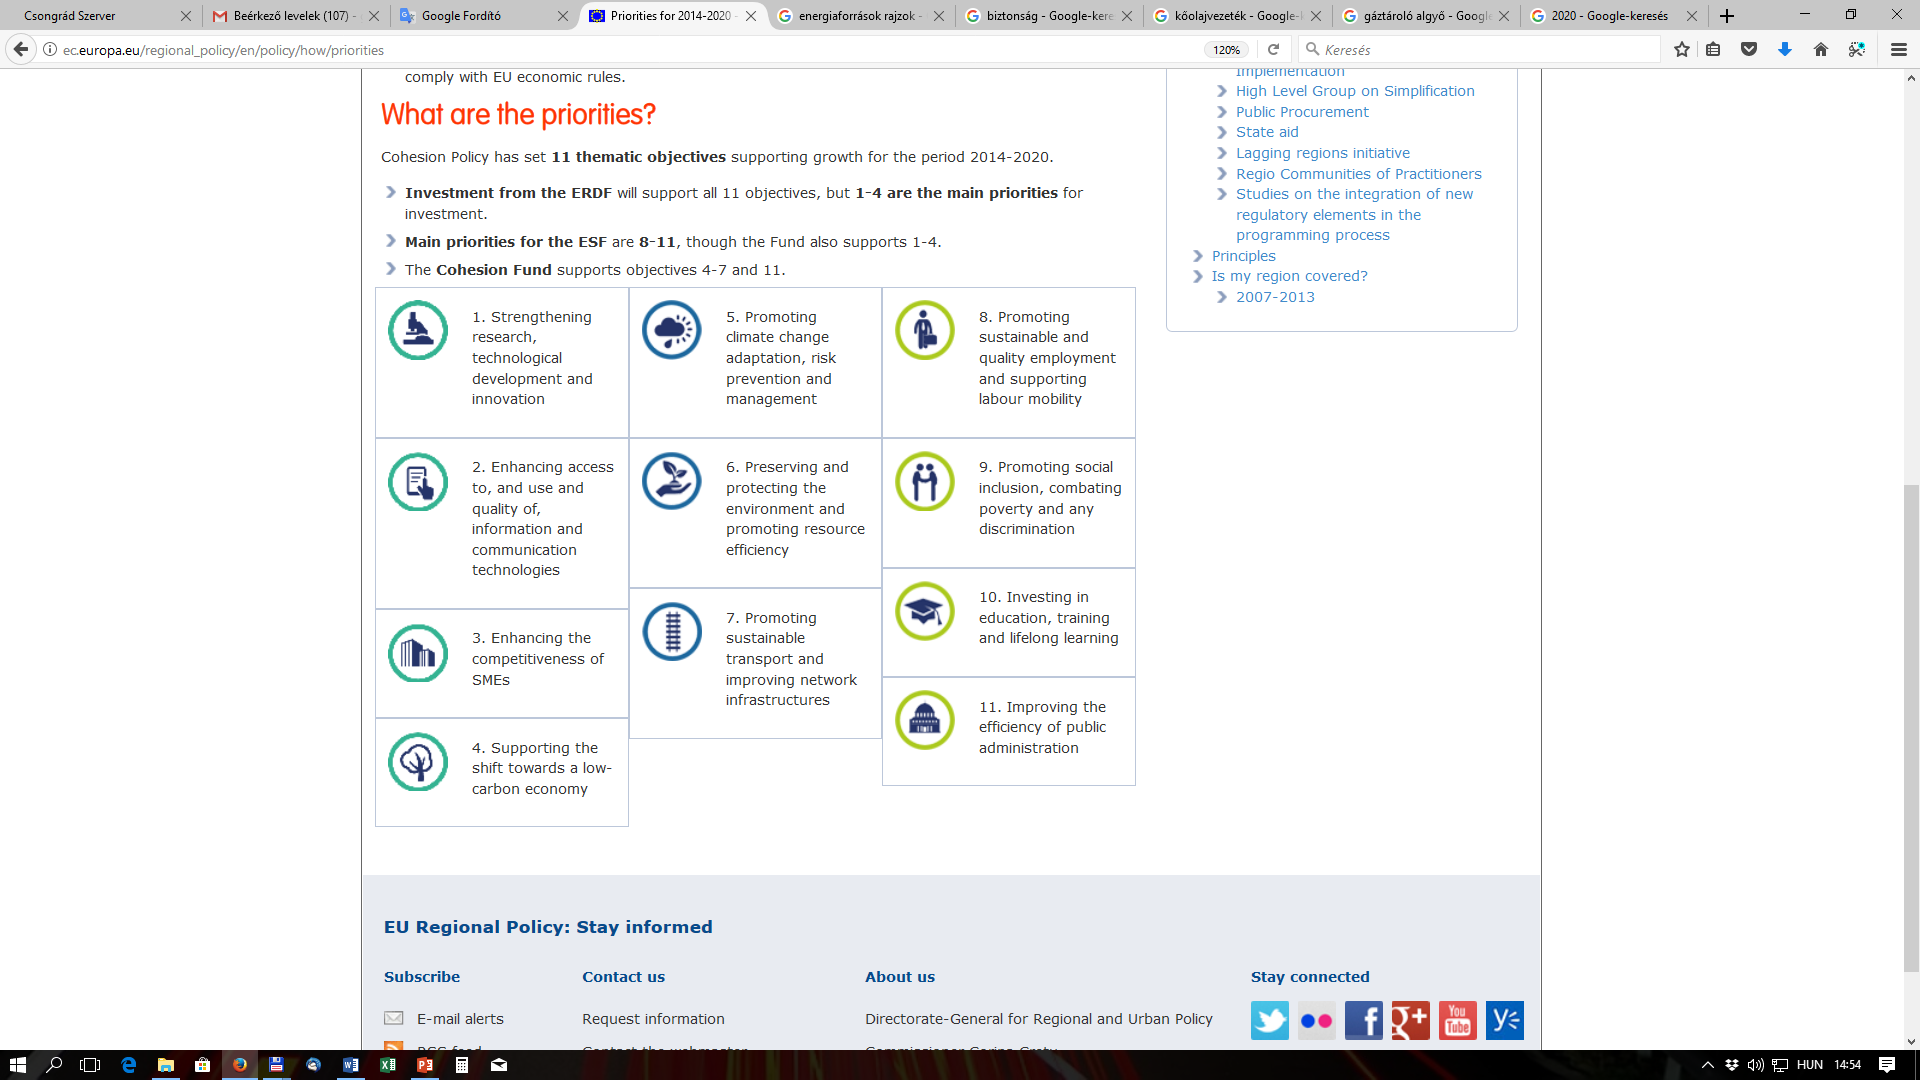 Csongrád Szerver
Beérkező levelek (107) -
Google Fordító
Priorities for 2014-2020 -
energiaforrások rajzok -
biztonság - Google-kere
kőolajvezeték - Google-k
gáztároló algyő - Google
2020 - Google-keresés
ec.europa.eu/regional_policy/en/policy/how/priorities
120%
Keresés
comply with EU economic rules.
What are the priorities?
Cohesion Policy has set 11 thematic objectives supporting growth for the period 2014-2020.
Investment from the ERDF will support all 11 objectives, but 1-4 are the main priorities for
investment.
Main priorities for the ESF are 8-11, though the Fund also supports 1-4.
The Cohesion Fund supports objectives 4-7 and 11.
1. Strengthening
research,
technological
development and
innovation
2. Enhancing access
to, and use and
quality of,
information and
communication
technologies
3. Enhancing the
competitiveness of
SMEs
4. Supporting the
shift towards a low-
carbon economy
5. Promoting
climate change
adaptation, risk
prevention and
management
6. Preserving and
protecting the
environment and
promoting resource
efficiency
7. Promoting
sustainable
transport and
improving network
infrastructures
8. Promoting
sustainable and
quality employment
and supporting
labour mobility
9. Promoting social
inclusion, combating
poverty and any
discrimination
10. Investing in
education, training
and lifelong learning
11. Improving the
efficiency of public
administration
Implementation
High Level Group on Simplification
Public Procurement
State aid
Lagging regions initiative
Regio Communities of Practitioners
Studies on the integration of new
regulatory elements in the
programming process
Principles
Is my region covered?
2007-2013
EU Regional Policy: Stay informed
Subscribe
E-mail alerts
RSS feed
Contact us
Request information
Contact the webmaster
About us
Directorate-General for Regional and Urban Policy
Commissioner Corina Crețu
Stay connected
g+
You
Tube
HUN
14:54